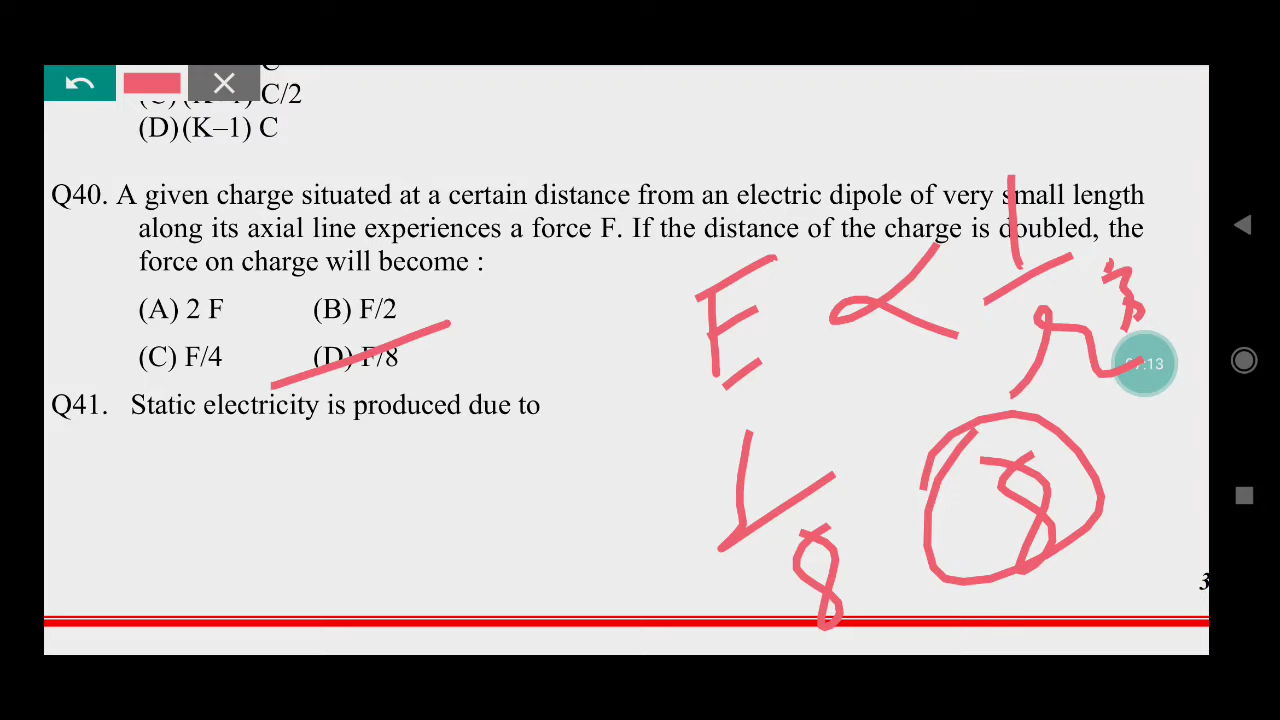 C/2
(D) (K–1) C
Q40. A given charge situated at a certain distance from an electric dipole of very small length
along its axial line experiences a force F. If the distance of the charge is doubled, the
force on charge will become :
(A) 2 F (B) F/2
(C) F/4 (D) F/8
Q41. Static electricity is produced due to
E ∝ 1/r³
1/8
8
3